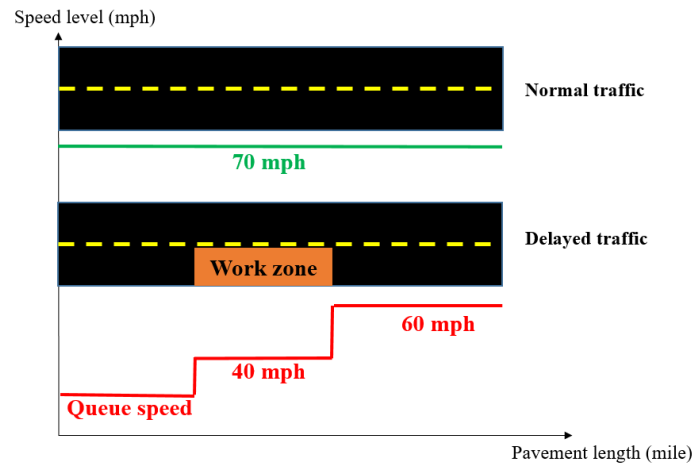 Speed level (mph)
Normal traffic
70 mph
Delayed traffic
Work zone
60 mph
40 mph
Queue speed
Pavement length (mile)